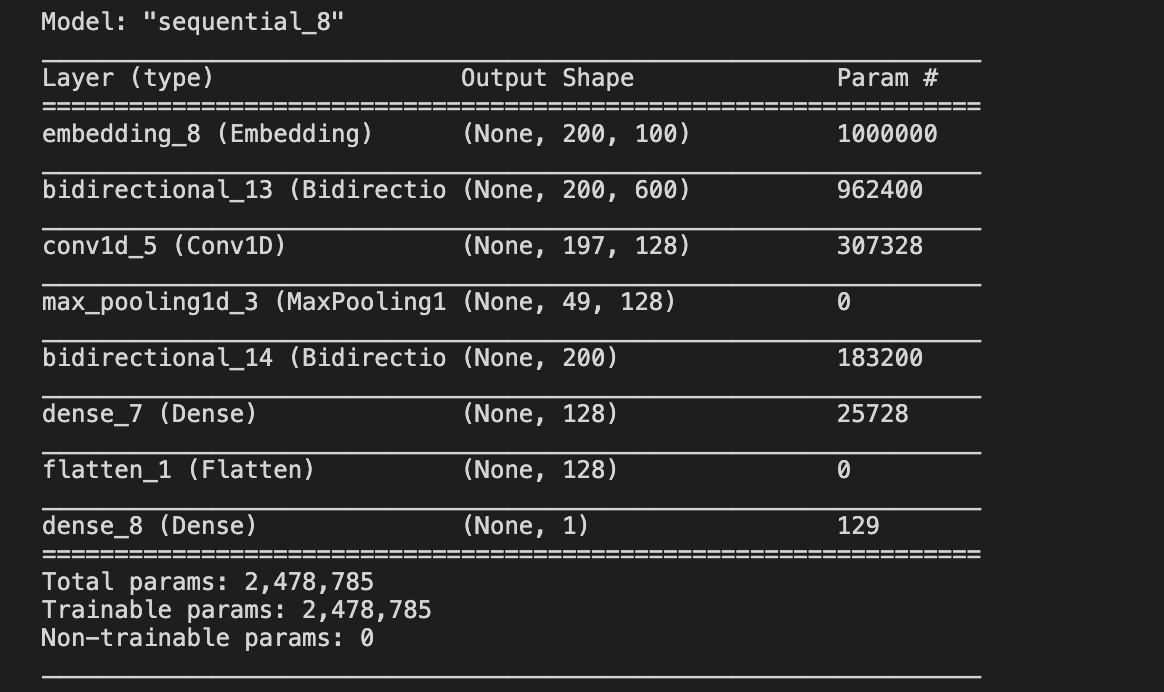 Model: "sequential_8"
Layer (type) Output Shape Param #
embedding_8 (Embedding) (None, 200, 100) 1000000
bidirectional_13 (Bidirectio (None, 200, 600) 962400
conv1d_5 (Conv1D) (None, 197, 128) 307328
max_pooling1d_3 (MaxPooling1 (None, 49, 128) 0
bidirectional_14 (Bidirectio (None, 200) 183200
dense_7 (Dense) (None, 128) 25728
flatten_1 (Flatten) (None, 128) 0
dense_8 (Dense) (None, 1) 129
Total params: 2,478,785
Trainable params: 2,478,785
Non-trainable params: 0